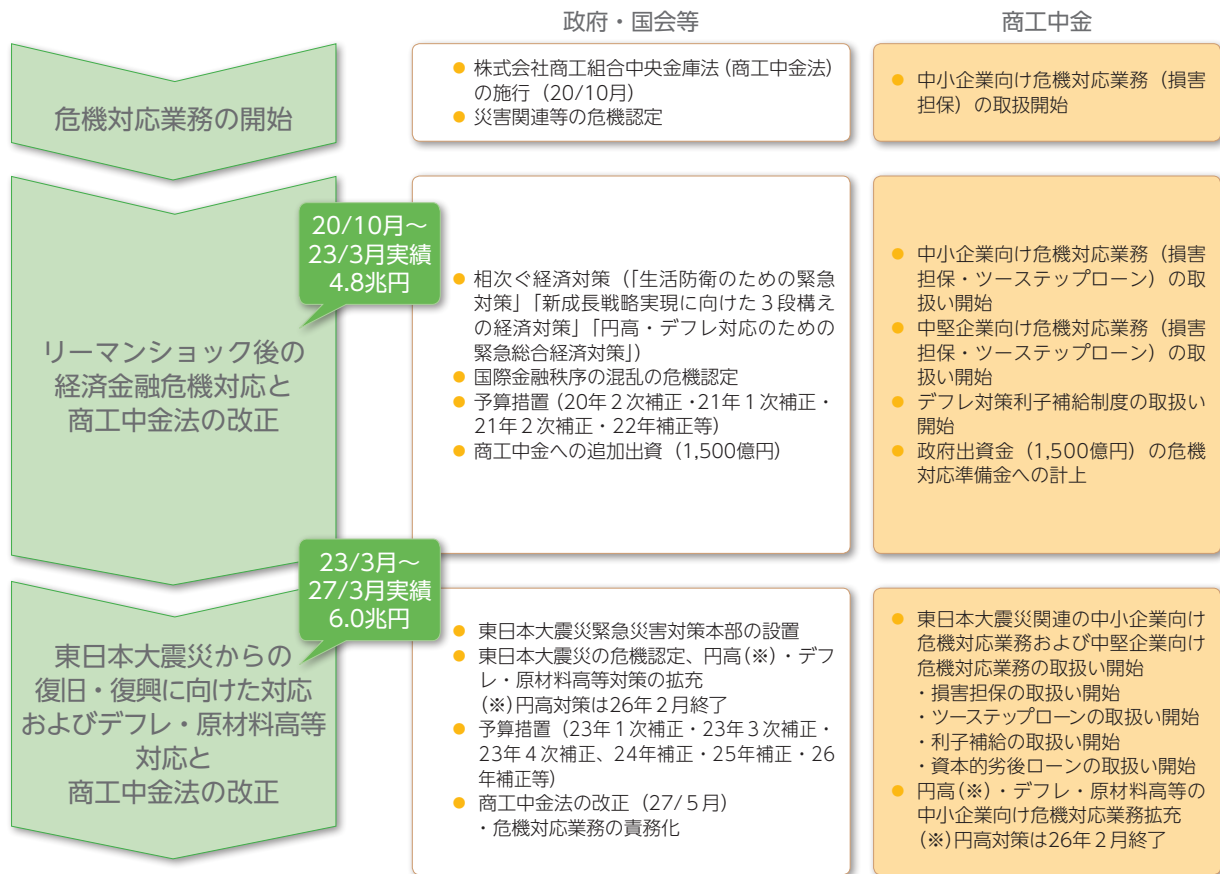 政府・国会等
商工中金
危機対応業務の開始
● 株式会社商工組合中央金庫法（商工中金法）
の施行（20/10月）
● 災害関連等の危機認定
● 中小企業向け危機対応業務（損害
担保）の取扱開始
20/10月～
23/3月実績
4.8兆円
リーマンショック後の
経済金融危機対応と
商工中金法の改正
● 相次ぐ経済対策（「生活防衛のための緊急
対策」「新成長戦略実現に向けた３段構え
の経済対策」「円高・デフレ対応のための
緊急総合経済対策」）
● 国際金融秩序の混乱の危機認定
● 予算措置（20年２次補正・21年１次補正・
21年２次補正・22年補正等）
● 商工中金への追加出資（1,500億円）
● 中小企業向け危機対応業務（損害
担保・ツーステップローン）の取
扱い開始
● 中堅企業向け危機対応業務（損害
担保・ツーステップローン）の取
扱い開始
● デフレ対策利子補給制度の取扱い
開始
● 政府出資金（1,500億円）の危機
対応準備金への計上
23/3月～
27/3月実績
6.0兆円
東日本大震災からの
復旧・復興に向けた対応
およびデフレ・原材料高等
対応と
商工中金法の改正
● 東日本大震災緊急災害対策本部の設置
● 東日本大震災の危機認定、円高(※)・デフ
レ・原材料高等対策の拡充
(※)円高対策は26年２月終了
● 予算措置（23年１次補正・23年３次補正・
23年４次補正、24年補正・25年補正・26
年補正等）
● 商工中金法の改正（27/５月）
・危機対応業務の責務化
● 東日本大震災関連の中小企業向け
危機対応業務および中堅企業向け
危機対応業務の取扱い開始
・損害担保の取扱い開始
・ツーステップローンの取扱い開始
・利子補給の取扱い開始
・資本的劣後ローンの取扱い開始
● 円高(※)・デフレ・原材料高等の
中小企業向け危機対応業務拡充
(※)円高対策は26年２月終了